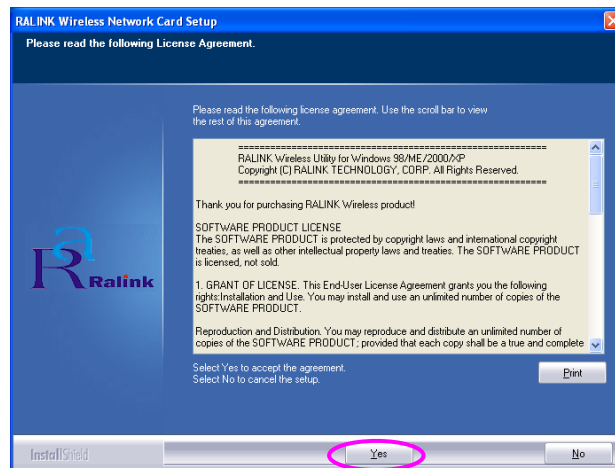 RALINK Wireless Network Card Setup
Please read the following License Agreement.
Please read the following license agreement. Use the scroll bar to view
the rest of this agreement.
============================================================
RALINK Wireless Utility for Windows 98/ME/2000/XP
Copyright (C) RALINK TECHNOLOGY, CORP. All Rights Reserved.
============================================================
Thank you for purchasing RALINK Wireless product!
SOFTWARE PRODUCT LICENSE
The SOFTWARE PRODUCT is protected by copyright laws and international copyright
treaties, as well as other intellectual property laws and treaties. The SOFTWARE PRODUCT
is licensed, not sold.
1. GRANT OF LICENSE. This End-User License Agreement grants you the following
rights:Installation and Use. You may install and use an unlimited number of copies of the
SOFTWARE PRODUCT.
Reproduction and Distribution. You may reproduce and distribute an unlimited number of
copies of the SOFTWARE PRODUCT; provided that each copy shall be a true and complete
Ralink
Select Yes to accept the agreement.
Select No to cancel the setup.
Print
InstallShield
Yes
No